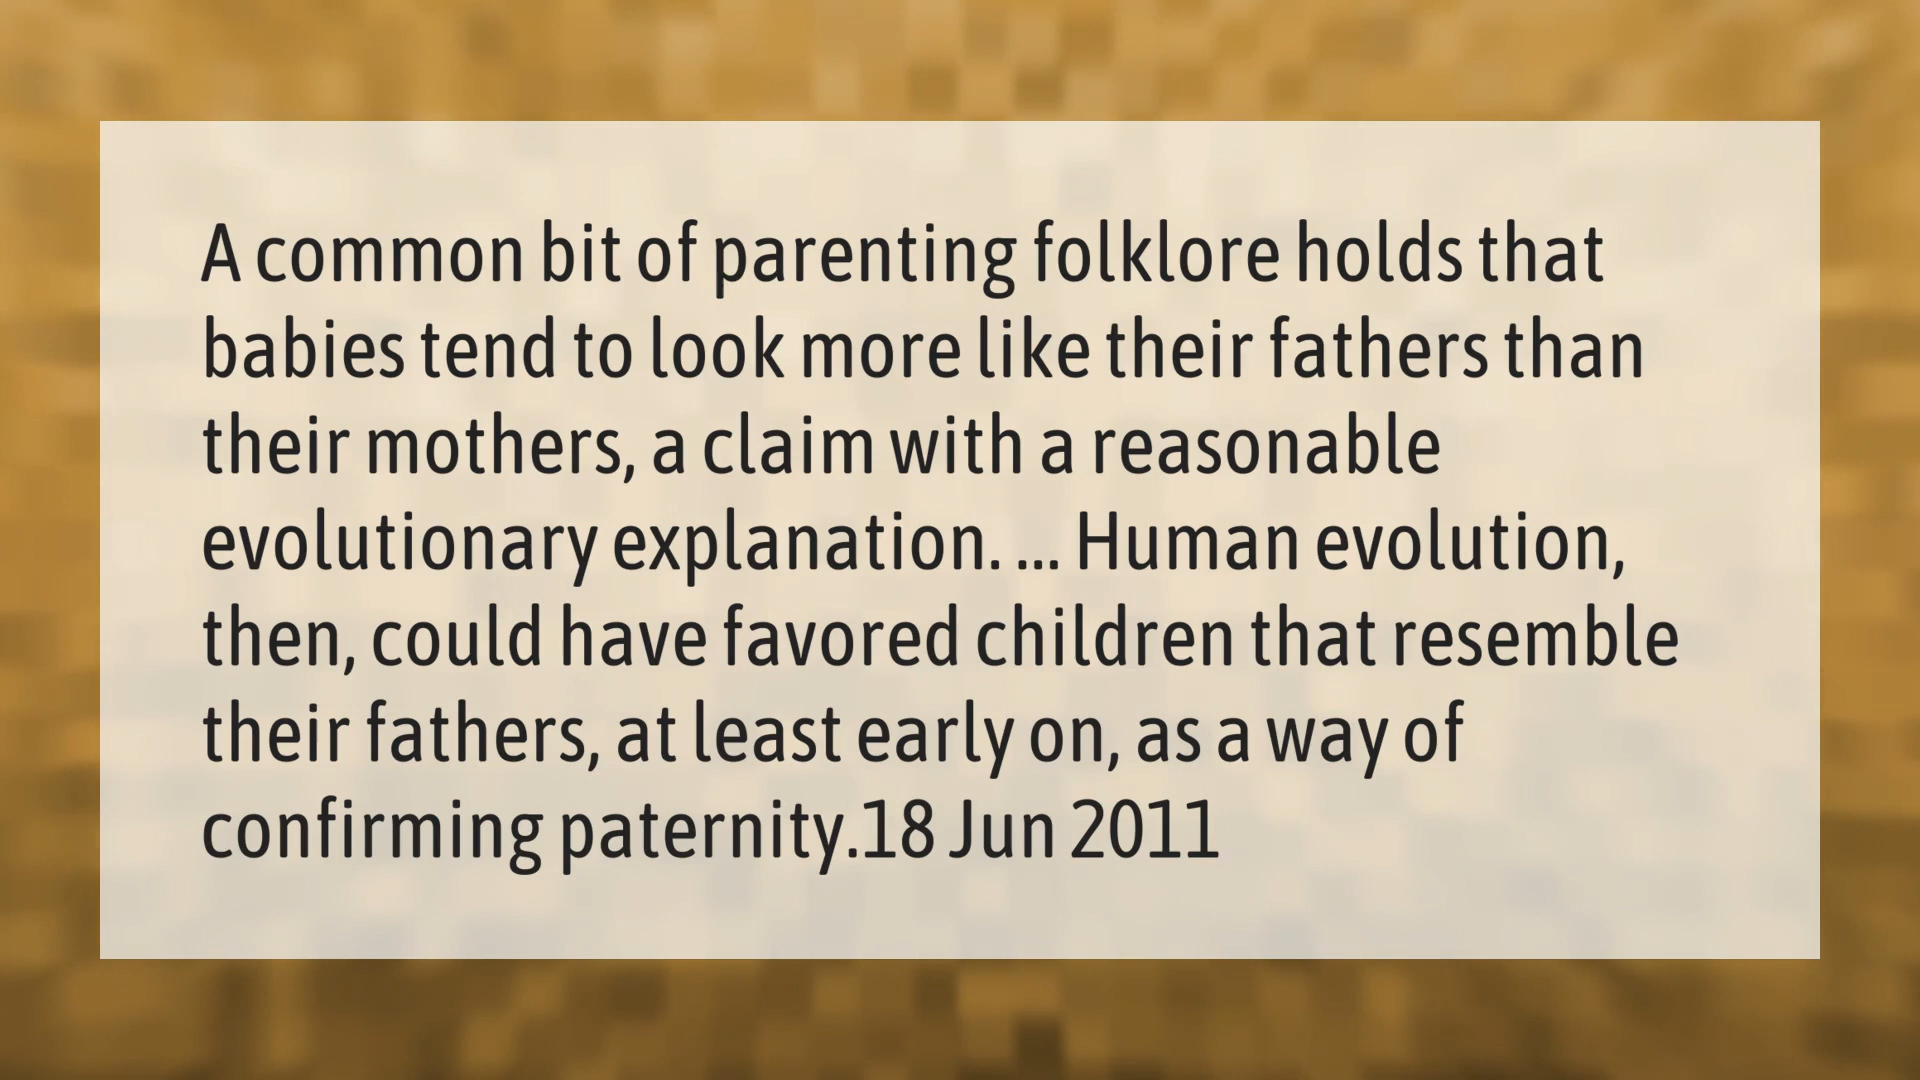 A common bit of parenting folklore holds that
babies tend to look more like their fathers than
their mothers, a claim with a reasonable
evolutionary explanation. ... Human evolution,
then, could have favored children that resemble
their fathers, at least early on, as a way of
confirming paternity.18 Jun 2011